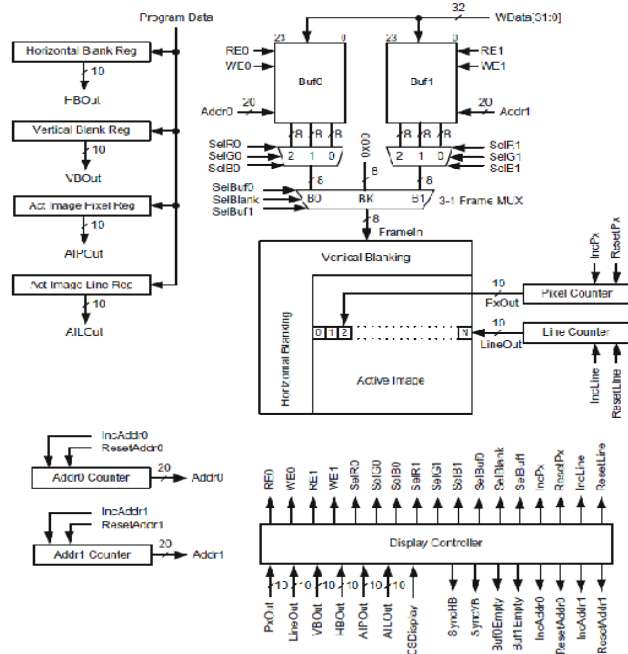 Program Data
32
WData[31:0]
23
0
23
0
Horizontal Blank Reg
RE0
RE1
WE0
WE1
Buf0
Buf1
10
HBOut
20
20
Addr0
Addr1
Vertical Blank Reg
8
8
8
8
8
8
10
SelR0
SelR1
VBOut
SelG0
2
1
0
0x00
2
1
0
SelG1
SelB0
SelB1
8
8
8
Act Image Pixel Reg
SelBuf0
SelBlank
B0
BK
B1
3-1 Frame MUX
SelBuf1
10
8
AIPOut
FrameIn
Vertical Blanking
IncPx
ResetPx
Act Image Line Reg
10
Pixel Counter
PxOut
10
AILOut
10
0
1
2
N
Line Counter
LineOut
Horizontal Blanking
Active Image
IncLine
ResetLine
IncAddr0
ResetAddr0
20
Addr0 Counter
Addr0
RE0
WE0
RE1
WE1
SelR0
SelG0
SelB0
SelR1
SelG1
SelB1
SelBuf0
SelBlank
SelBuf1
IncPx
ResetPx
IncLine
ResetLine
IncAddr1
ResetAddr1
20
Addr1 Counter
Addr1
Display Controller
10
10
10
10
10
10
PxOut
LineOut
VBOut
HBOut
AIPOut
AILOut
CSDisplay
SyncHB
SyncVB
Buf0Empty
Buf1Empty
IncAddr0
ResetAddr0
IncAddr1
ResetAddr1